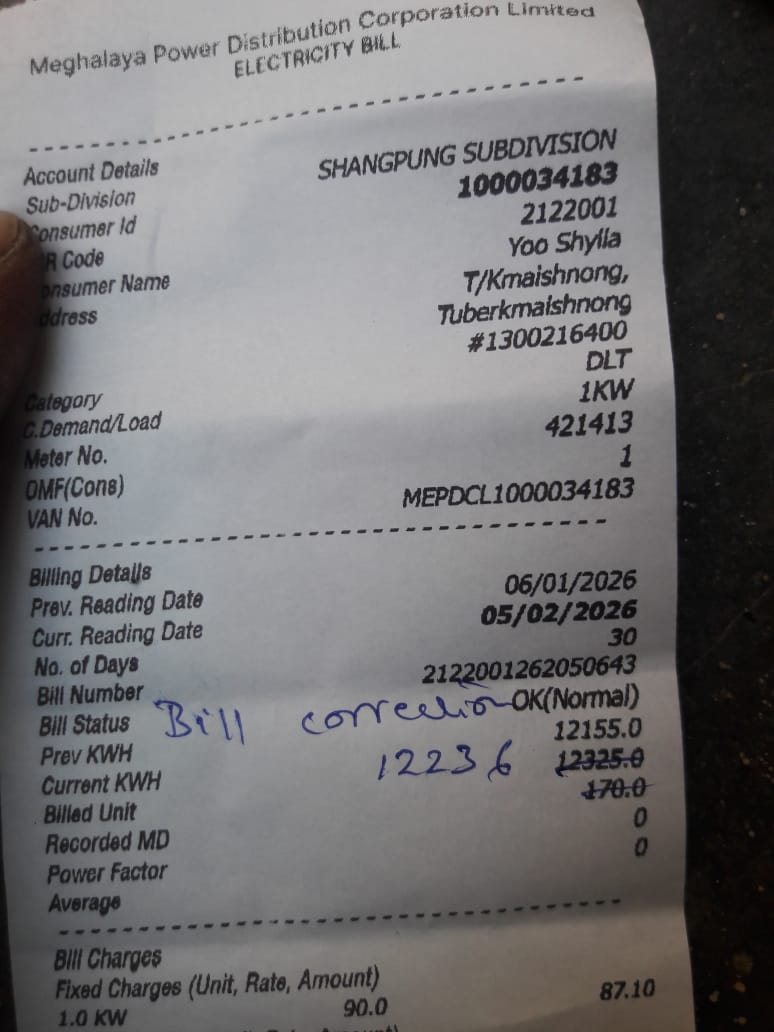 Meghalaya Power Distribution Corporation Limited
ELECTRICITY BILL
Account Details
Sub-Division SHANGPUNG SUBDIVISION
Consumer Id 1000034183
R Code 2122001
onsumer Name Yoo Shylla
ddress T/Kmaishnong,
Tuberkmaishnong
#1300216400
Category DLT
C.Demand/Load 1KW
Meter No. 421413
OMF(Cons) 1
VAN No. MEPDCL1000034183
Billing Details
Prev. Reading Date 06/01/2026
Curr. Reading Date 05/02/2026
No. of Days 30
Bill Number 2122001262050643
Bill Status OK(Normal)
Bill correction
Prev KWH 12155.0
Current KWH 12236 12325.0
Billed Unit 170.0
Recorded MD 0
Power Factor 0
Average
Bill Charges
Fixed Charges (Unit, Rate, Amount)
1.0 KW 90.0 87.10